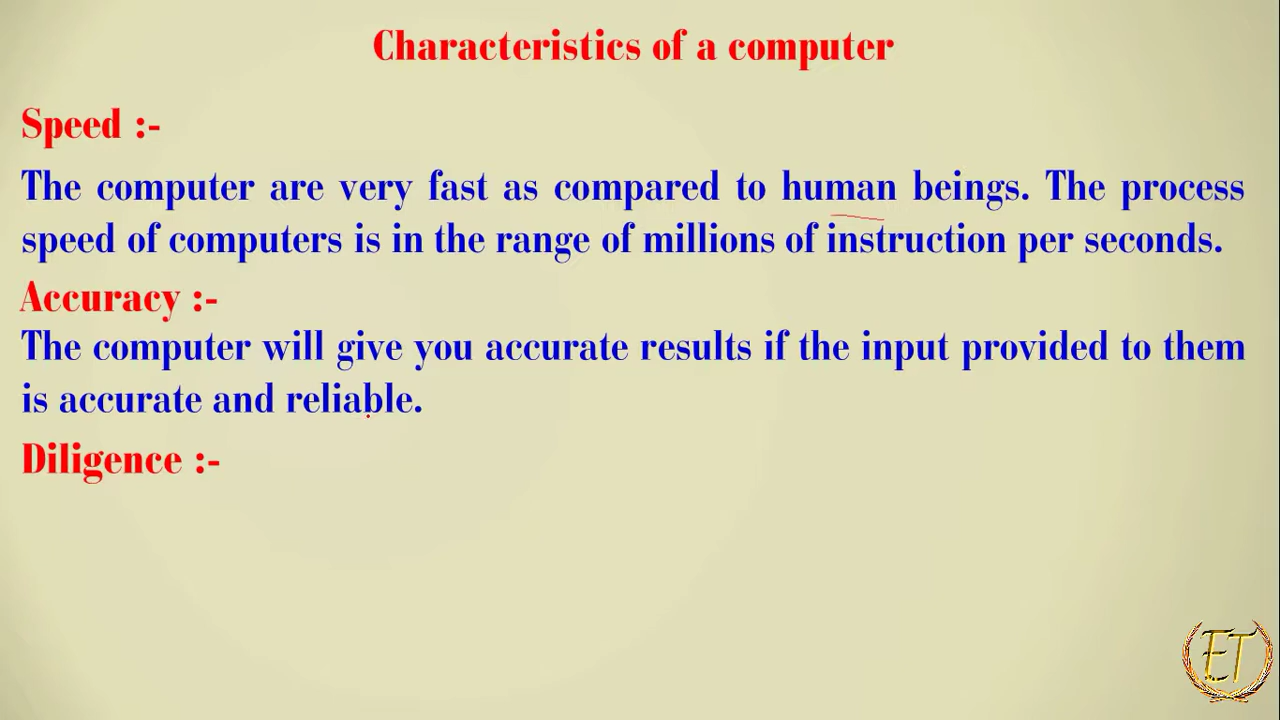 Characteristics of a computer
Speed :-
The computer are very fast as compared to human beings. The process
speed of computers is in the range of millions of instruction per seconds.
Accuracy :-
The computer will give you accurate results if the input provided to them
is accurate and reliable.
Diligence :-
ET